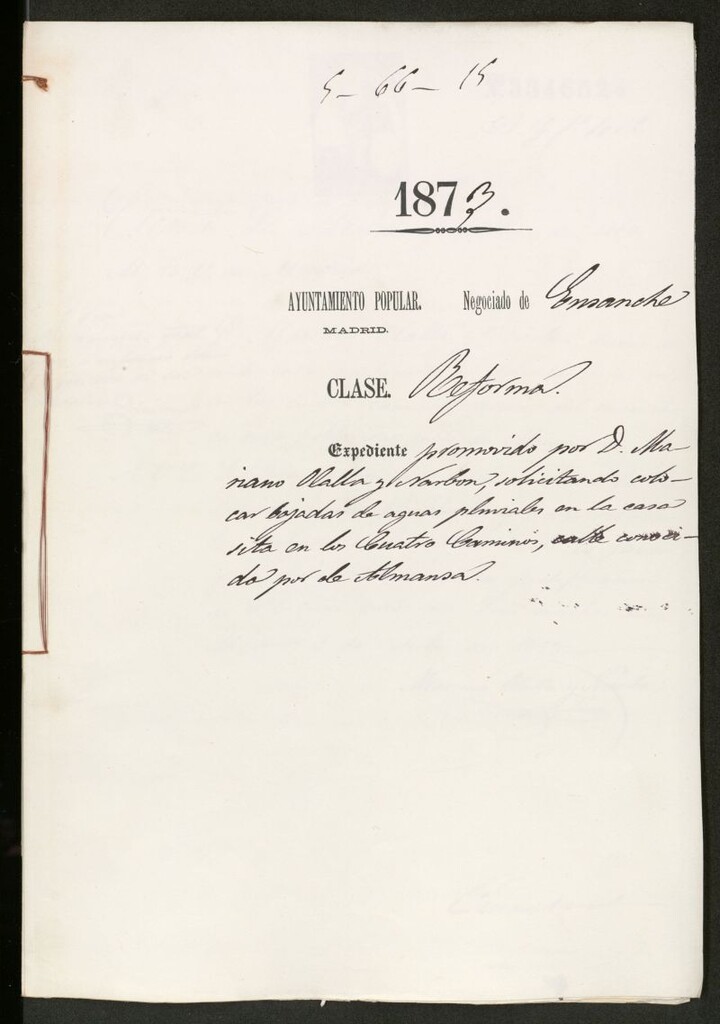 5-66-15
1873.
AYUNTAMIENTO POPULAR. Negociado de Ensanche
MADRID.
CLASE. Reforma.
Expediente promovido por D. Ma-
riano Olalla y Narbon, solicitando colo-
car bajadas de aguas pluviales en la casa
sita en los Cuatro Caminos, calle conoci-
do por de Almansa.